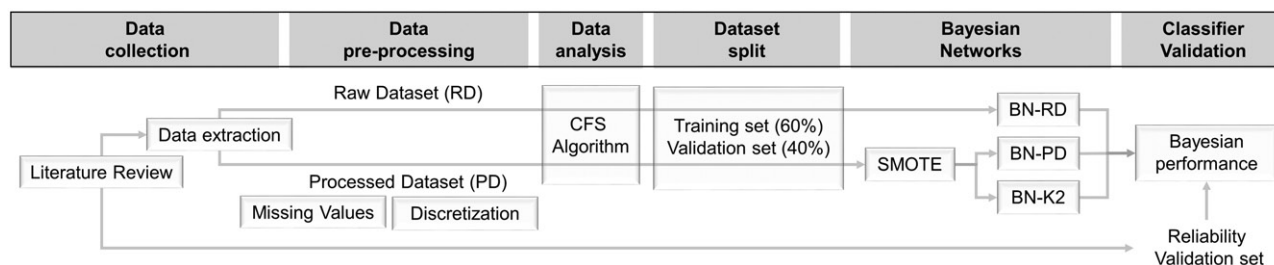 Data
collection
Data
pre-processing
Data
analysis
Dataset
split
Bayesian
Networks
Classifier
Validation
Raw Dataset (RD)
Data extraction
Literature Review
Processed Dataset (PD)
Missing Values
Discretization
CFS
Algorithm
Training set (60%)
Validation set (40%)
SMOTE
BN-RD
BN-PD
BN-K2
Bayesian
performance
Reliability
Validation set